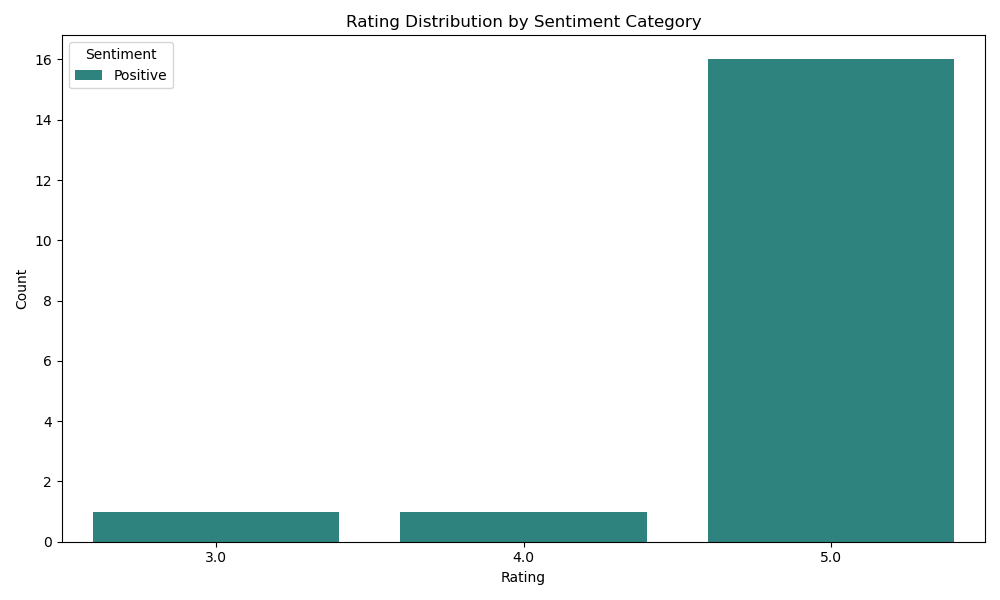 Rating Distribution by Sentiment Category
Sentiment
Positive
16
14
12
10
8
6
4
2
0
Count
3.0 4.0 5.0
Rating